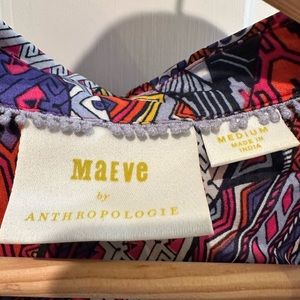 MAEVE
by
ANTHROPOLOGIE
MEDIUM
MADE IN
INDIA